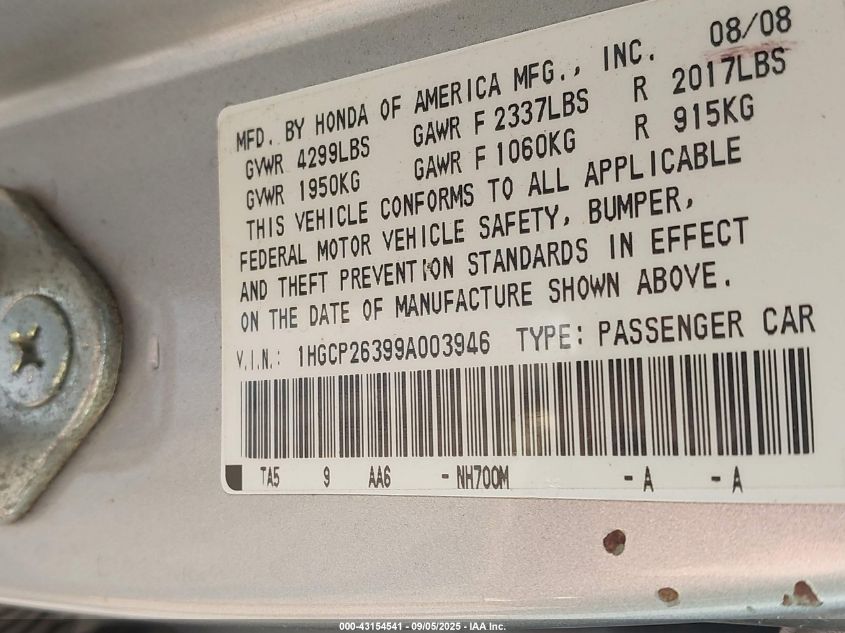 08/08
MFD. BY HONDA OF AMERICA MFG., INC.
GVWR 4299LBS GAWR F 2337LBS R 2017LBS
GVWR 1950KG GAWR F 1060KG R 915KG
THIS VEHICLE CONFORMS TO ALL APPLICABLE
FEDERAL MOTOR VEHICLE SAFETY, BUMPER,
AND THEFT PREVENTION STANDARDS IN EFFECT
ON THE DATE OF MANUFACTURE SHOWN ABOVE.
V.I.N.: 1HGCP26399A003946 TYPE: PASSENGER CAR
TA5 9 AA6 - NH700M - A - A
000-43154541 - 09/05/2025 - IAA Inc.